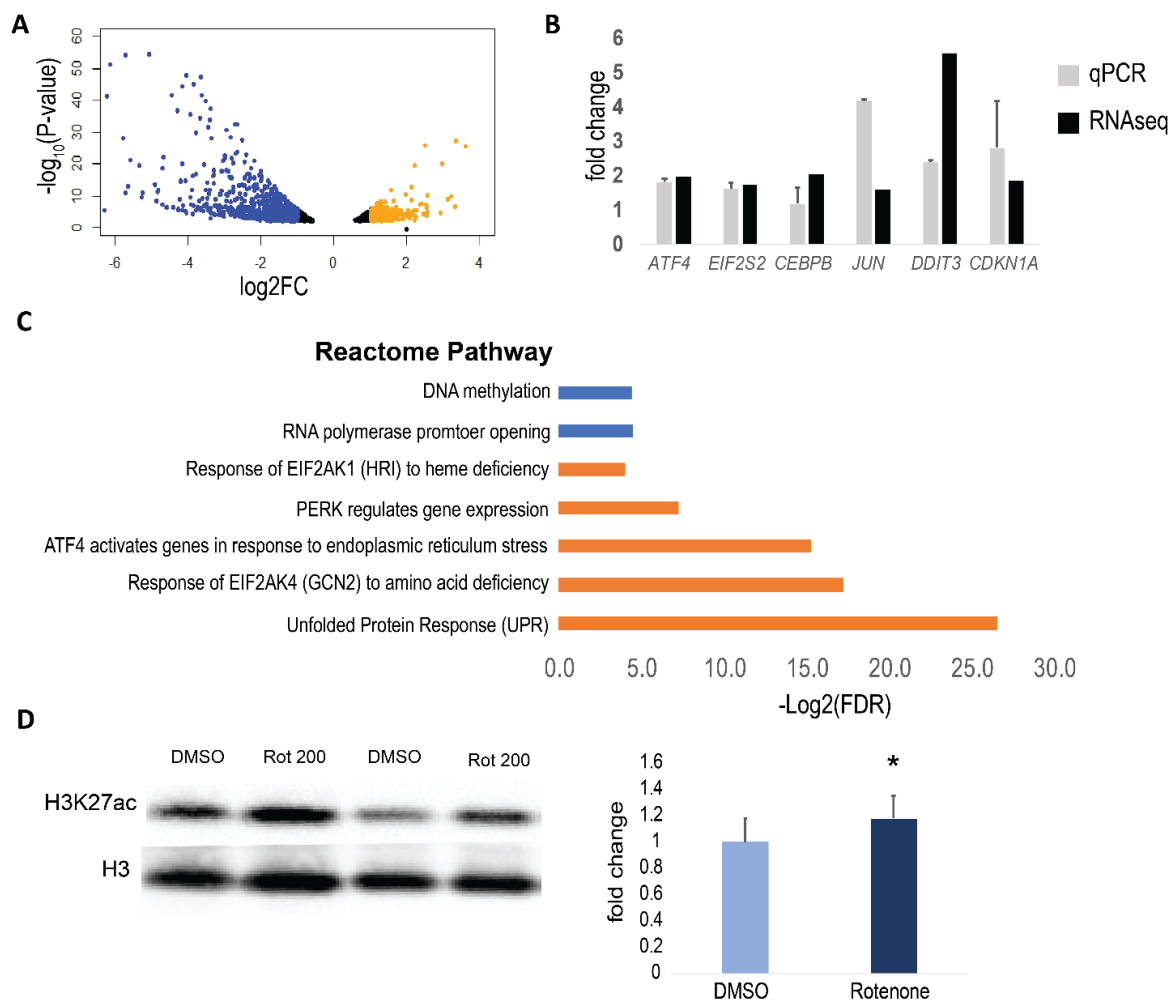 A
60
50
40
30
20
10
0
-log10(P-value)
-6 -4 -2 0 2 4
log2FC
B
6
5
4
3
2
1
0
fold change
ATF4 EIF2S2 CEBPB JUN DDIT3 CDKN1A
qPCR
RNAseq
C
Reactome Pathway
DNA methylation
RNA polymerase promtoer opening
Response of EIF2AK1 (HRI) to heme deficiency
PERK regulates gene expression
ATF4 activates genes in response to endoplasmic reticulum stress
Response of EIF2AK4 (GCN2) to amino acid deficiency
Unfolded Protein Response (UPR)
0.0 5.0 10.0 15.0 20.0 25.0 30.0
-Log2(FDR)
D
DMSO Rot 200 DMSO Rot 200
H3K27ac
H3
1.6
1.4
1.2
1
0.8
0.6
0.4
0.2
0
fold change
*
DMSO Rotenone